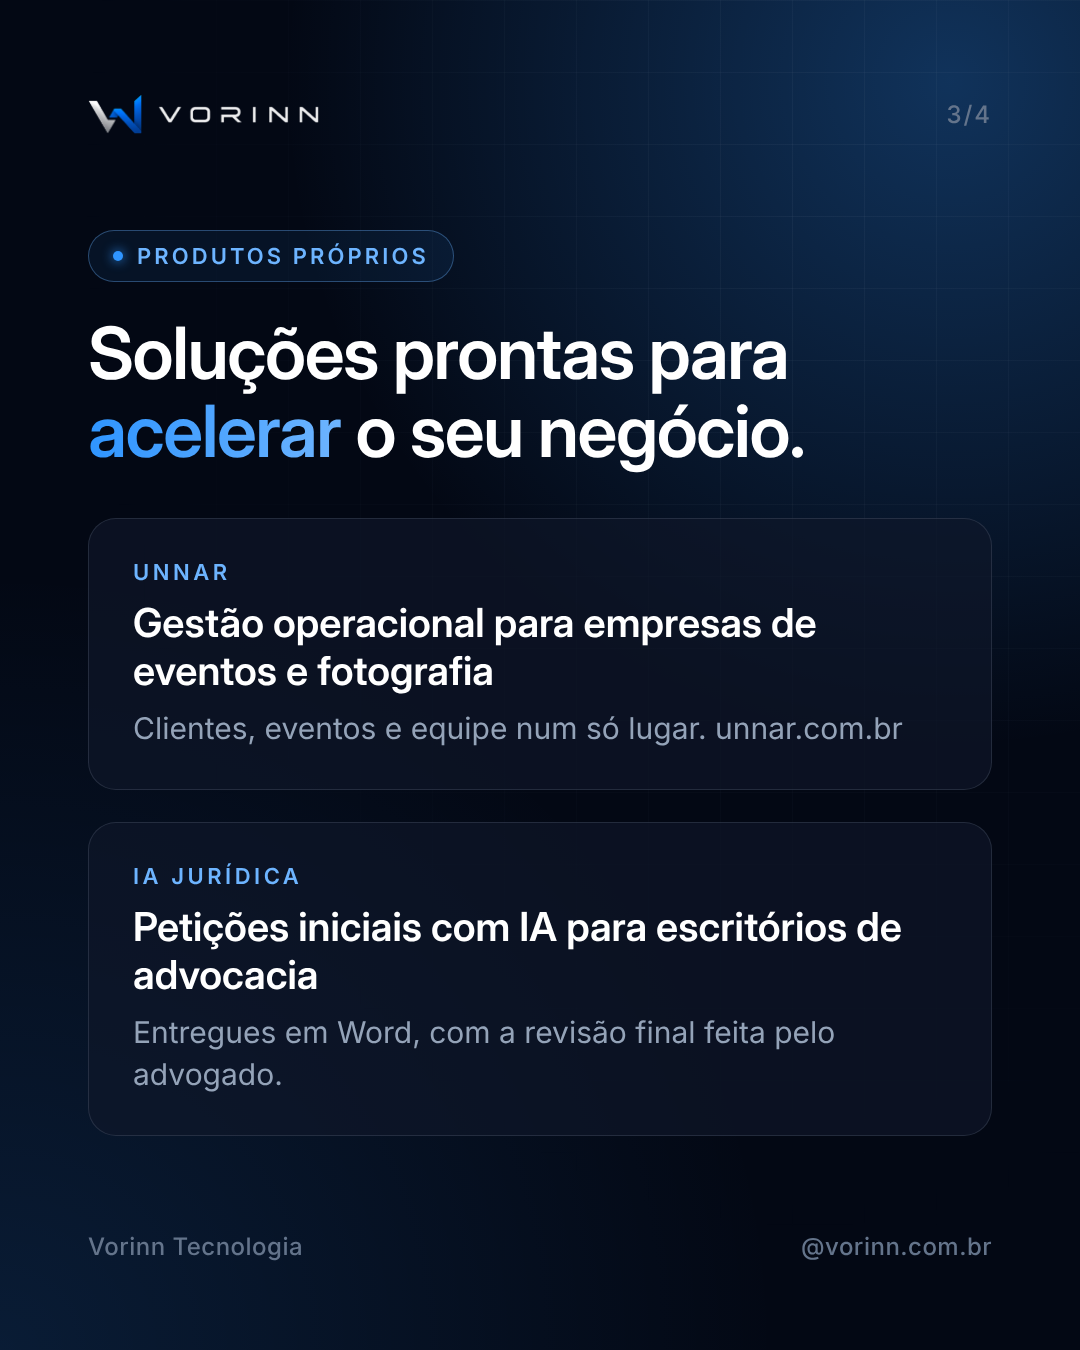 VORINN
3/4
PRODUTOS PRÓPRIOS
Soluções prontas para
acelerar o seu negócio.
UNNAR
Gestão operacional para empresas de
eventos e fotografia
Clientes, eventos e equipe num só lugar. unnar.com.br
IA JURÍDICA
Petições iniciais com IA para escritórios de
advocacia
Entregues em Word, com a revisão final feita pelo
advogado.
Vorinn Tecnologia
@vorinn.com.br